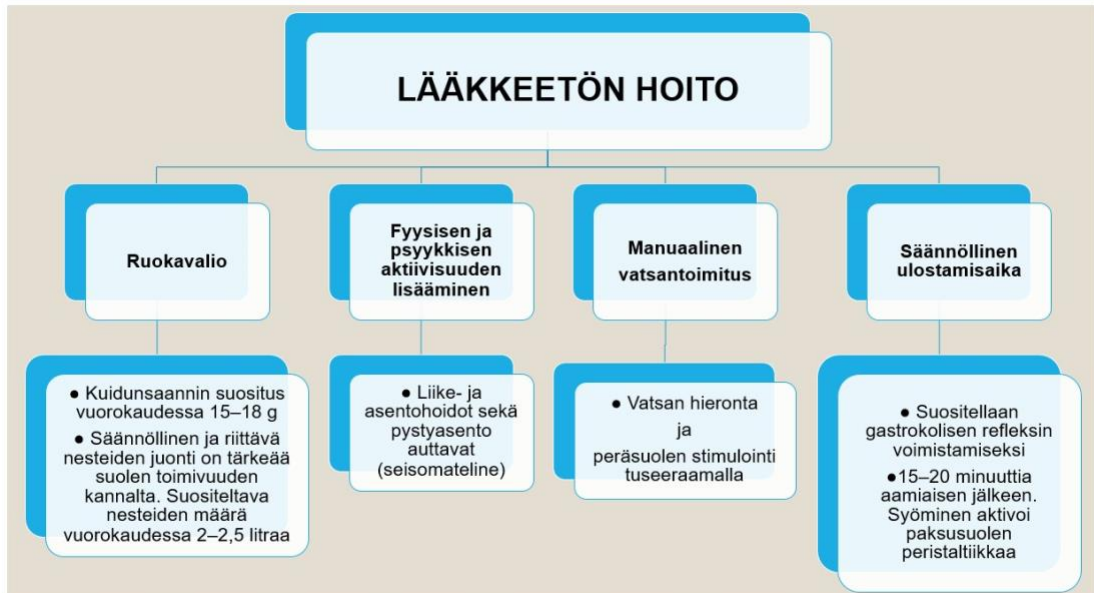 LÄÄKKEETÖN HOITO
Ruokavalio
Fyysisen ja
psyykkisen
aktiivisuuden
lisääminen
Manuaalinen
vatsantoimitus
Säännöllinen
ulostamisaika
● Kuidunsaannin suositus
vuorokaudessa 15–18 g
● Säännöllinen ja riittävä
nesteiden juonti on tärkeää
suolen toimivuuden
kannalta. Suositeltava
nesteiden määrä
vuorokaudessa 2–2,5 litraa
● Liike- ja
asentohoidot sekä
pystyasento
auttavat
(seisomateline)
● Vatsan hieronta
ja
peräsuolen stimulointi
tuseeraamalla
● Suositellaan
gastrokolisen refleksin
voimistamiseksi
●15–20 minuuttia
aamiaisen jälkeen.
Syöminen aktivoi
paksusuolen
peristaltiikkaa